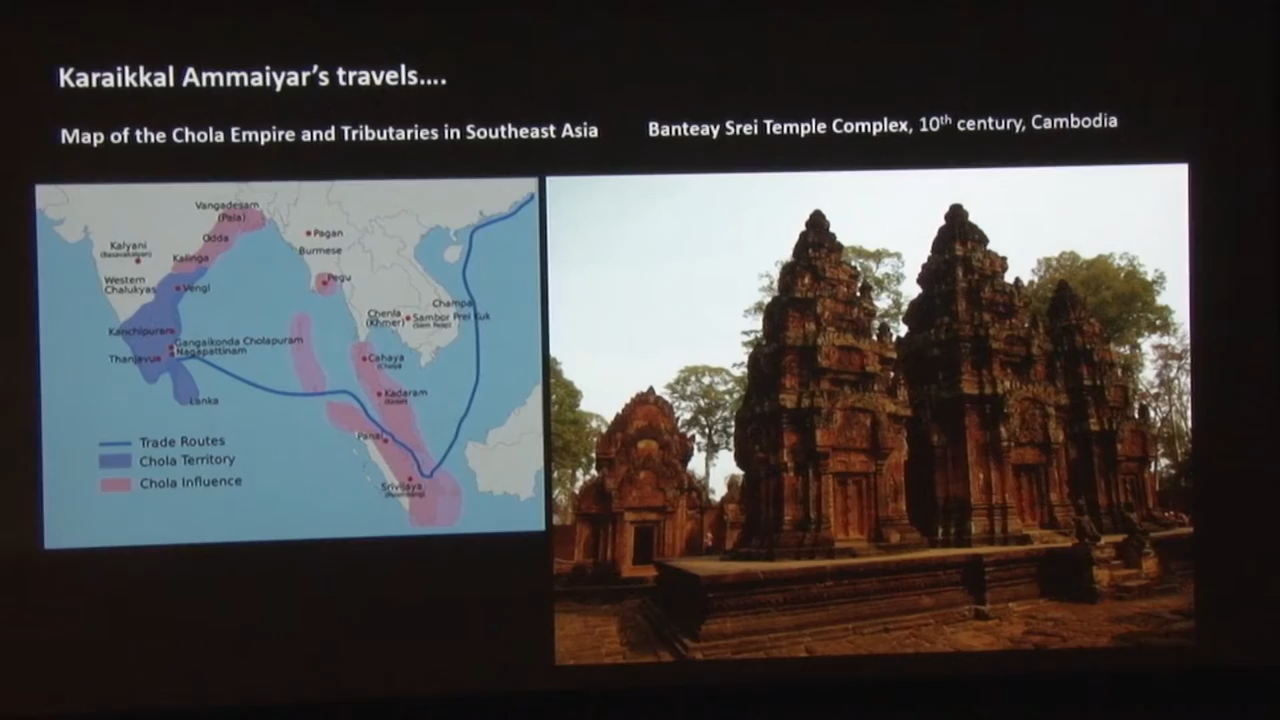 Karaikkal Ammaiyar's travels....
Map of the Chola Empire and Tributaries in Southeast Asia
Banteay Srei Temple Complex, 10th century, Cambodia
Vangadesam
(Pala)
Odda
Kalinga
Kalyani
Western
Chalukyas
Vengi
Pagan
Burmese
Pegu
Champa
Chenla
(Khmer)
Sambor Prei Kuk
Kanchipuram
Gangaikonda Cholapuram
Nagapattinam
Thanjavur
Lanka
Cahaya
Kadaram
Panai
Srivijaya
Trade Routes
Chola Territory
Chola Influence